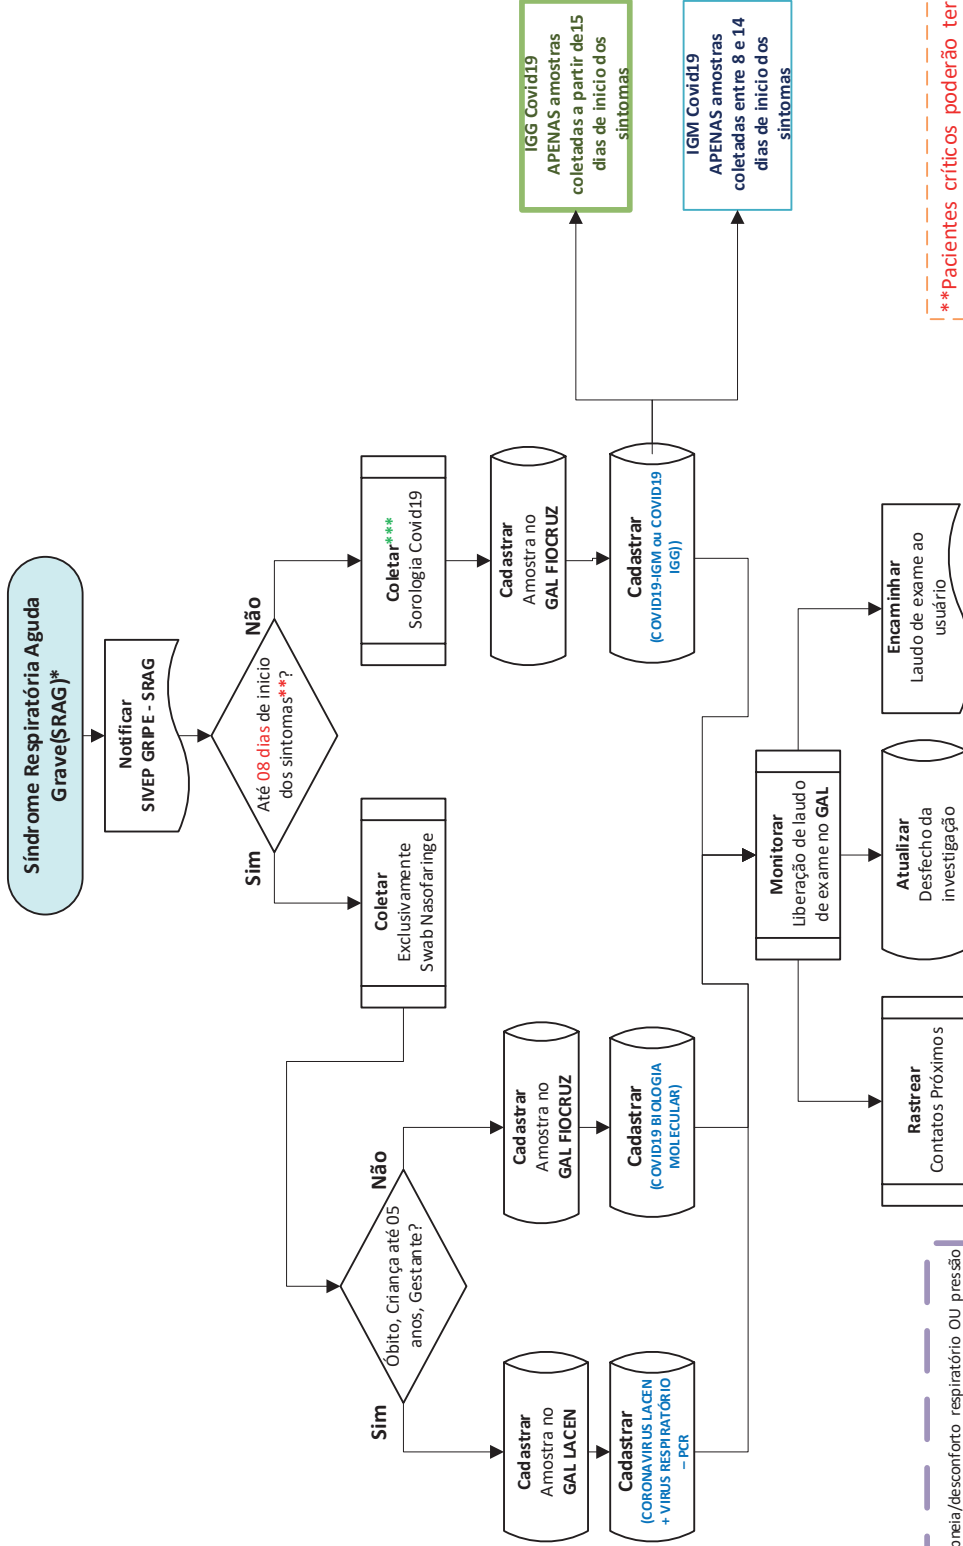 Síndrome Respiratória Aguda
Grave(SRAG)*
Notificar
SIVEP GRIPE - SRAG
Até 08 dias de inicio
dos sintomas**?
Sim
Não
Coletar
Exclusivamente
Swab Nasofaringe
Coletar***
Sorologia Covid19
Óbito, Criança até 05
anos, Gestante?
Sim
Não
Cadastrar
Amostra no
GAL LACEN
Cadastrar
Amostra no
GAL FIOCRUZ
Cadastrar
Amostra no
GAL FIOCRUZ
Cadastrar
(CORONAVIRUS LACEN
+ VIRUS RESPIRATÓRIO
– PCR
Cadastrar
(COVID19 BIOLOGIA
MOLECULAR)
Cadastrar
(COVID19-IGM ou COVID19
IGG))
IGG Covid19
APENAS amostras
coletadas a partir de15
dias de inicio dos
sintomas
IGM Covid19
APENAS amostras
coletadas entre 8 e 14
dias de inicio dos
sintomas
Monitorar
Liberação de laudo
de exame no GAL
Rastrear
Contatos Próximos
Atualizar
Desfecho da
investigação
Encaminhar
Laudo de exame ao
usuário
pneia/desconforto respiratório OU pressão
**Pacientes críticos poderão ter